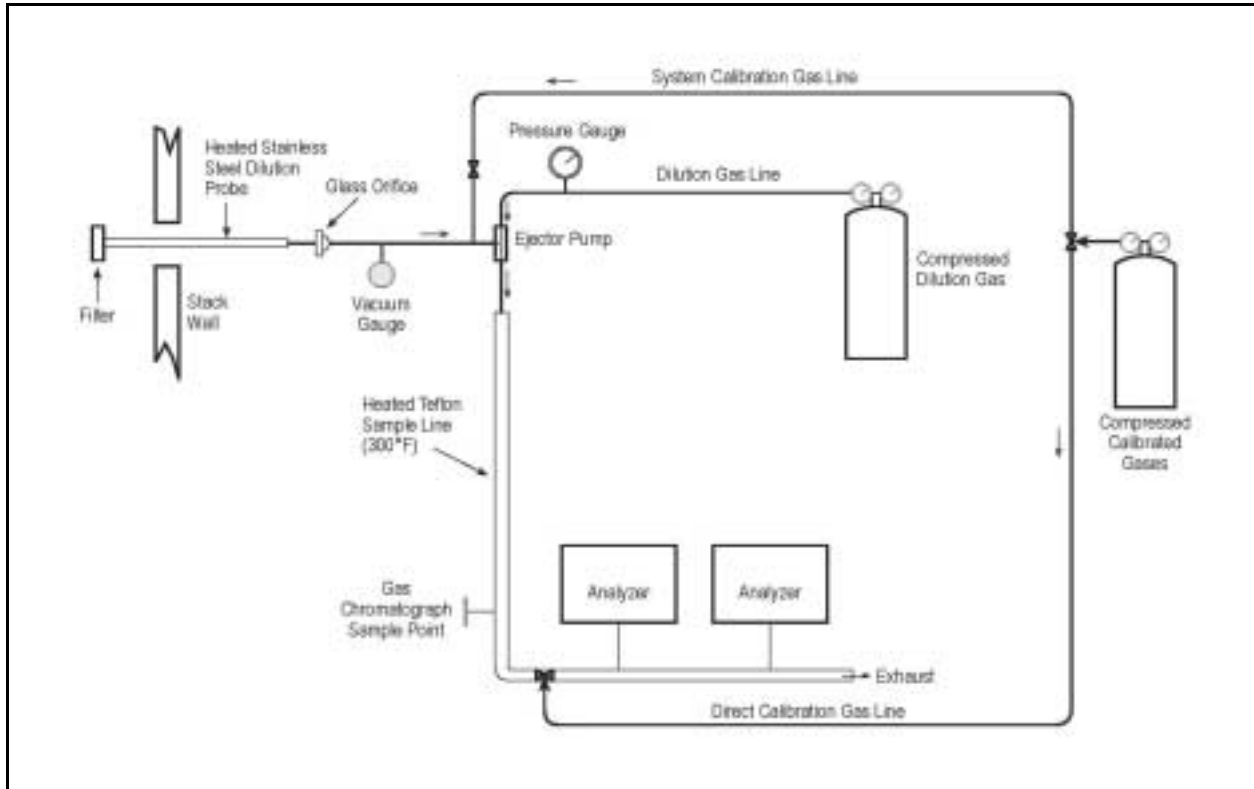 System Calibration Gas Line
Pressure Gauge
Heated Stainless
Steel Dilution
Probe
Glass Orifice
Dilution Gas Line
Ejector Pump
Compressed
Dilution Gas
Filter
Stack
Wall
Vacuum
Gauge
Heated Teflon
Sample Line
(300°F)
Compressed
Calibrated
Gases
Analyzer
Analyzer
Gas
Chromatograph
Sample Point
Exhaust
Direct Calibration Gas Line